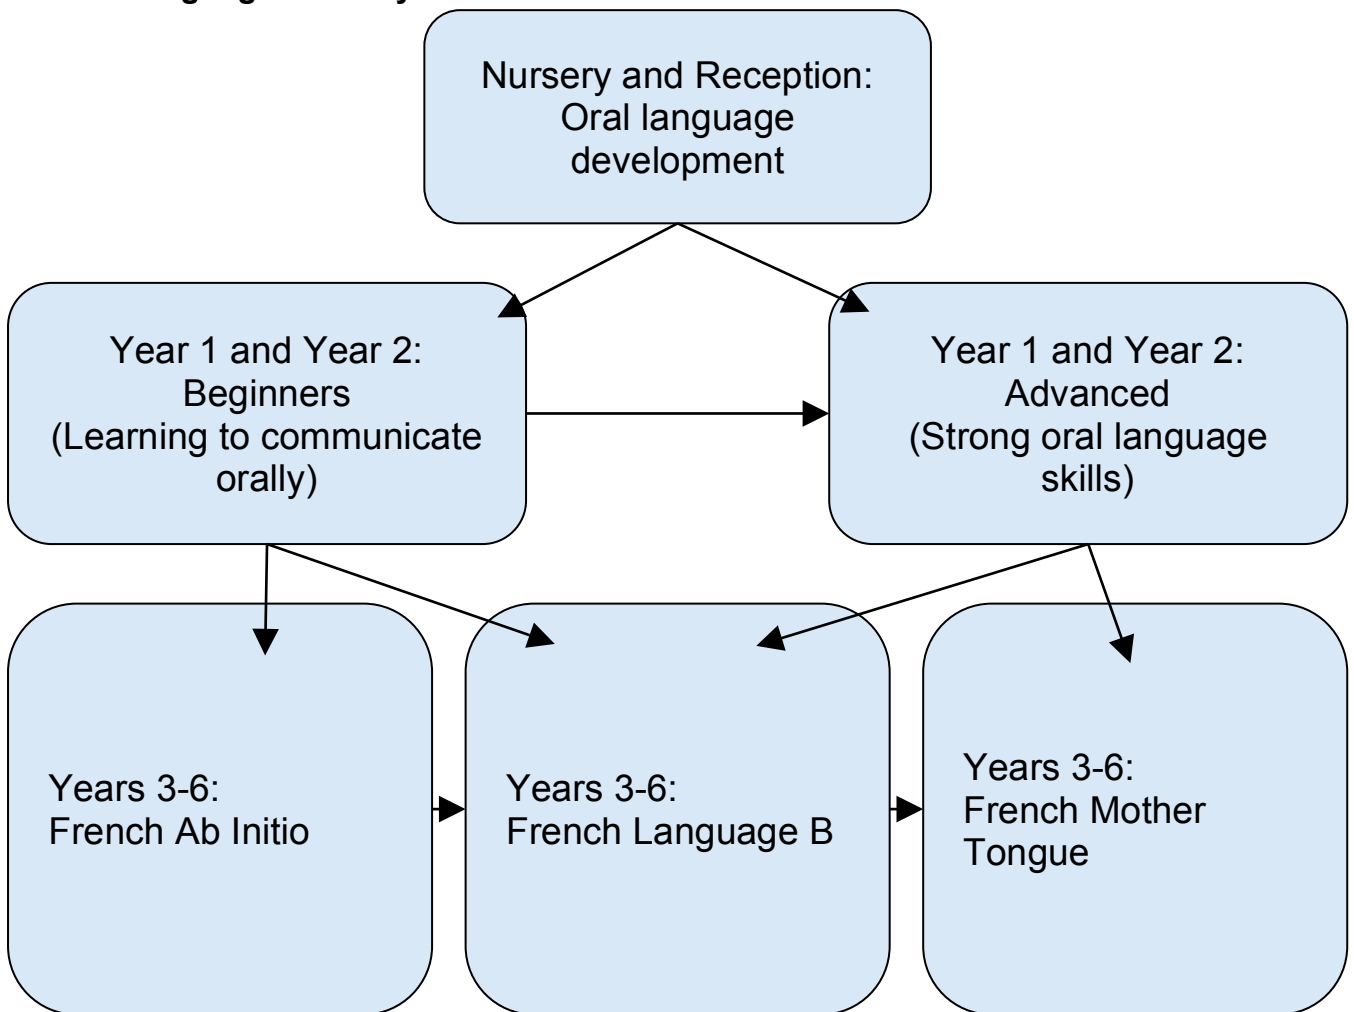 Nursery and Reception:
Oral language
development
Year 1 and Year 2:
Beginners
(Learning to communicate
orally)
Year 1 and Year 2:
Advanced
(Strong oral language
skills)
Years 3-6:
French Ab Initio
Years 3-6:
French Language B
Years 3-6:
French Mother
Tongue